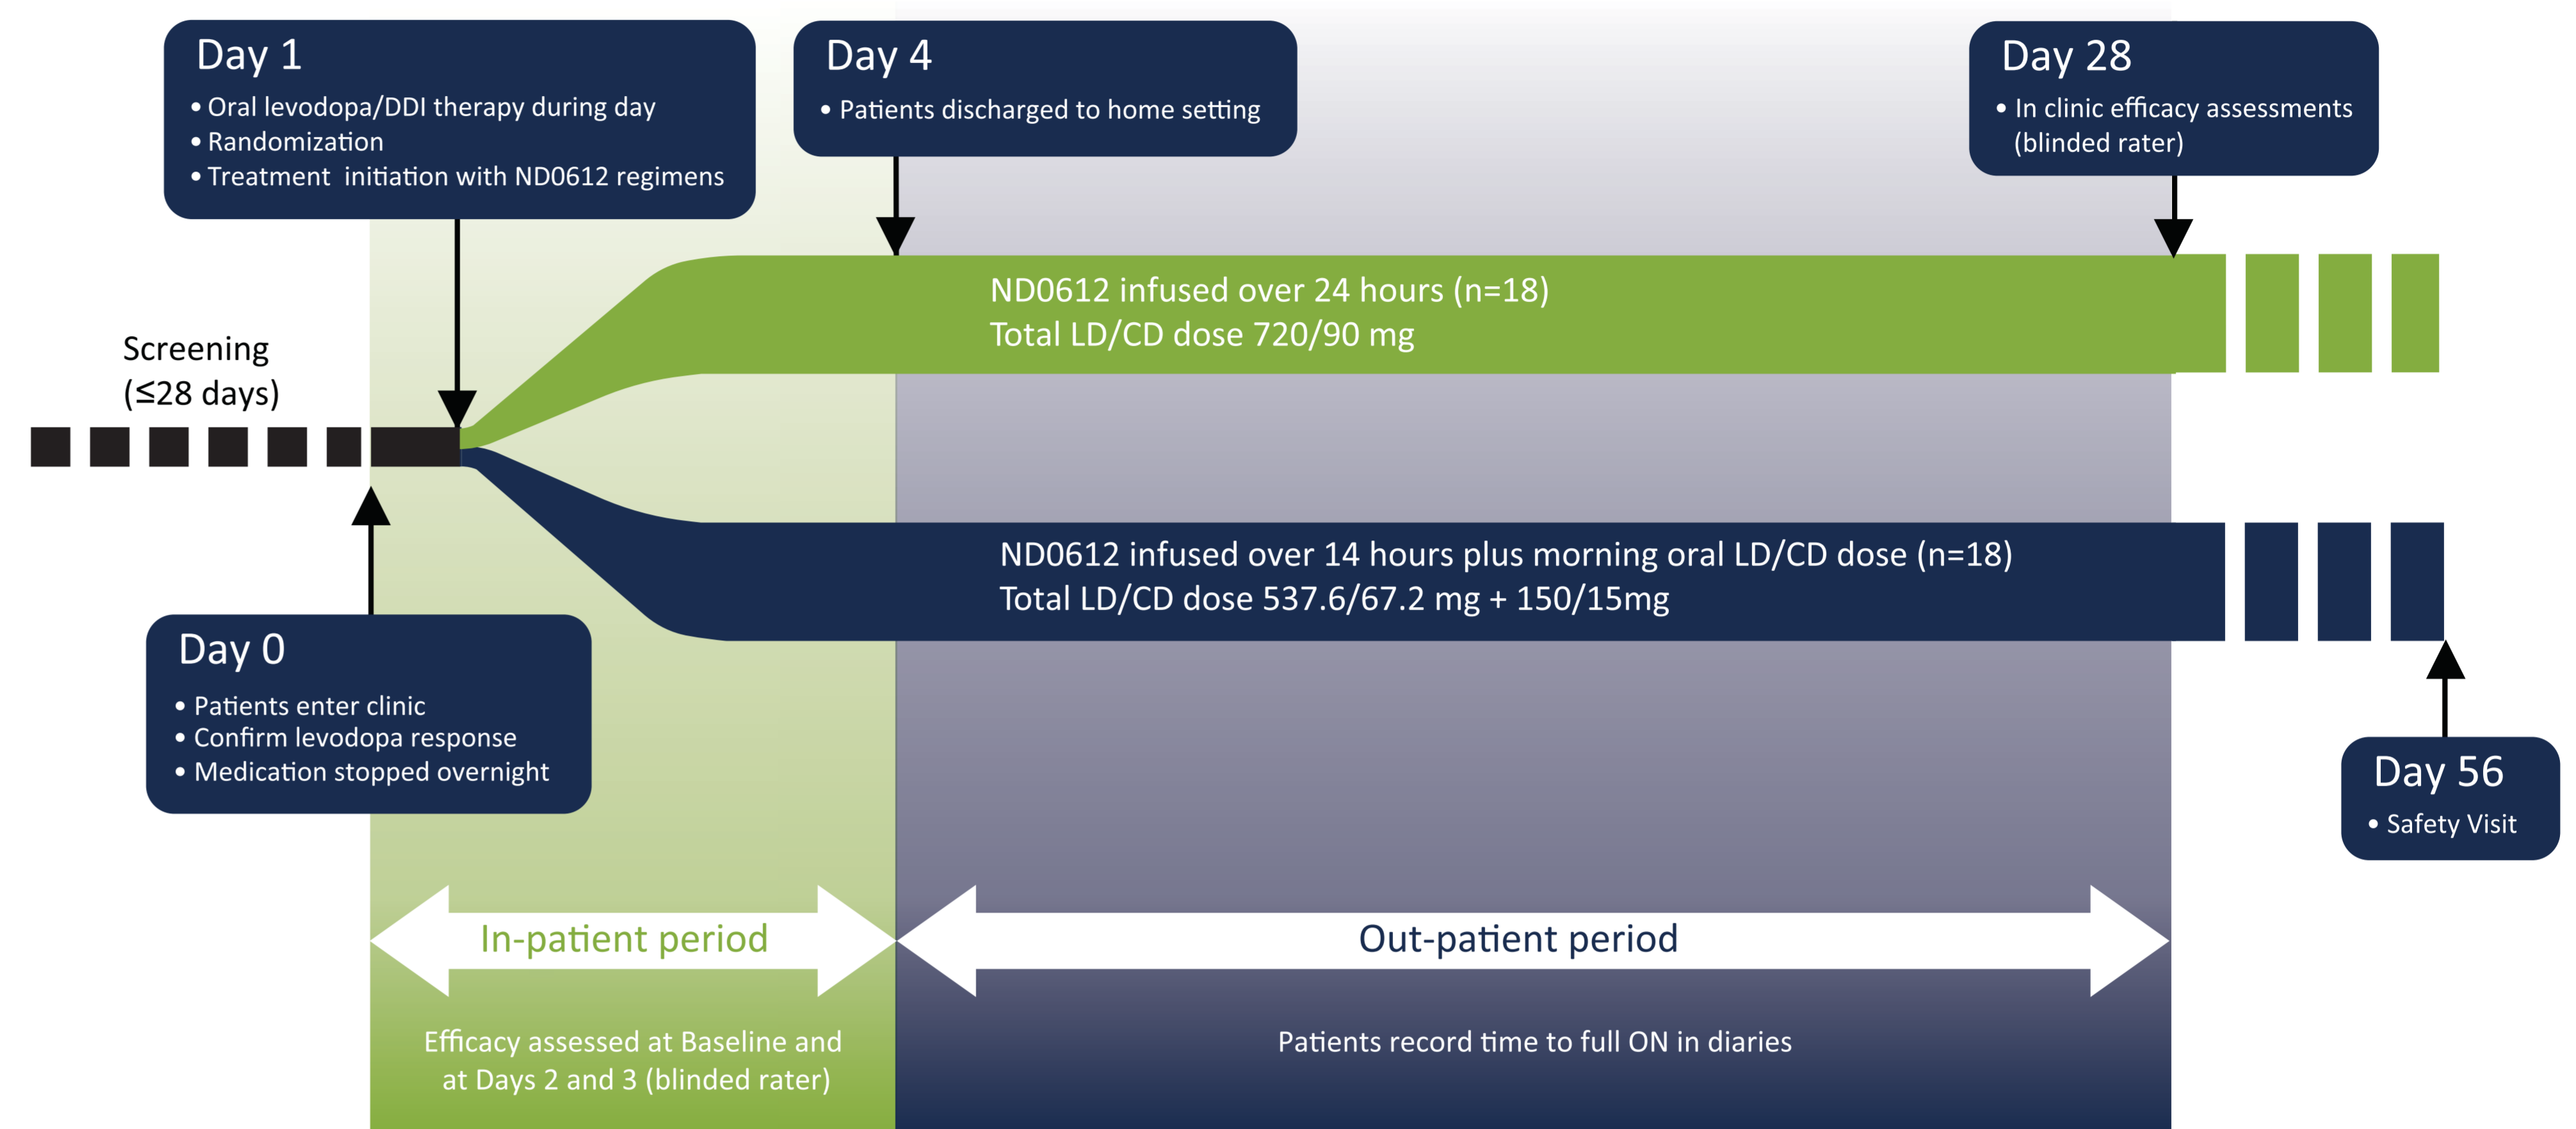 Day 1
• Oral levodopa/DDI therapy during day
• Randomization
• Treatment initiation with ND0612 regimens
Day 4
• Patients discharged to home setting
Day 28
• In clinic efficacy assessments
(blinded rater)
Screening
(≤28 days)
ND0612 infused over 24 hours (n=18)
Total LD/CD dose 720/90 mg
ND0612 infused over 14 hours plus morning oral LD/CD dose (n=18)
Total LD/CD dose 537.6/67.2 mg + 150/15mg
Day 0
• Patients enter clinic
• Confirm levodopa response
• Medication stopped overnight
Day 56
• Safety Visit
In-patient period
Out-patient period
Efficacy assessed at Baseline and
at Days 2 and 3 (blinded rater)
Patients record time to full ON in diaries